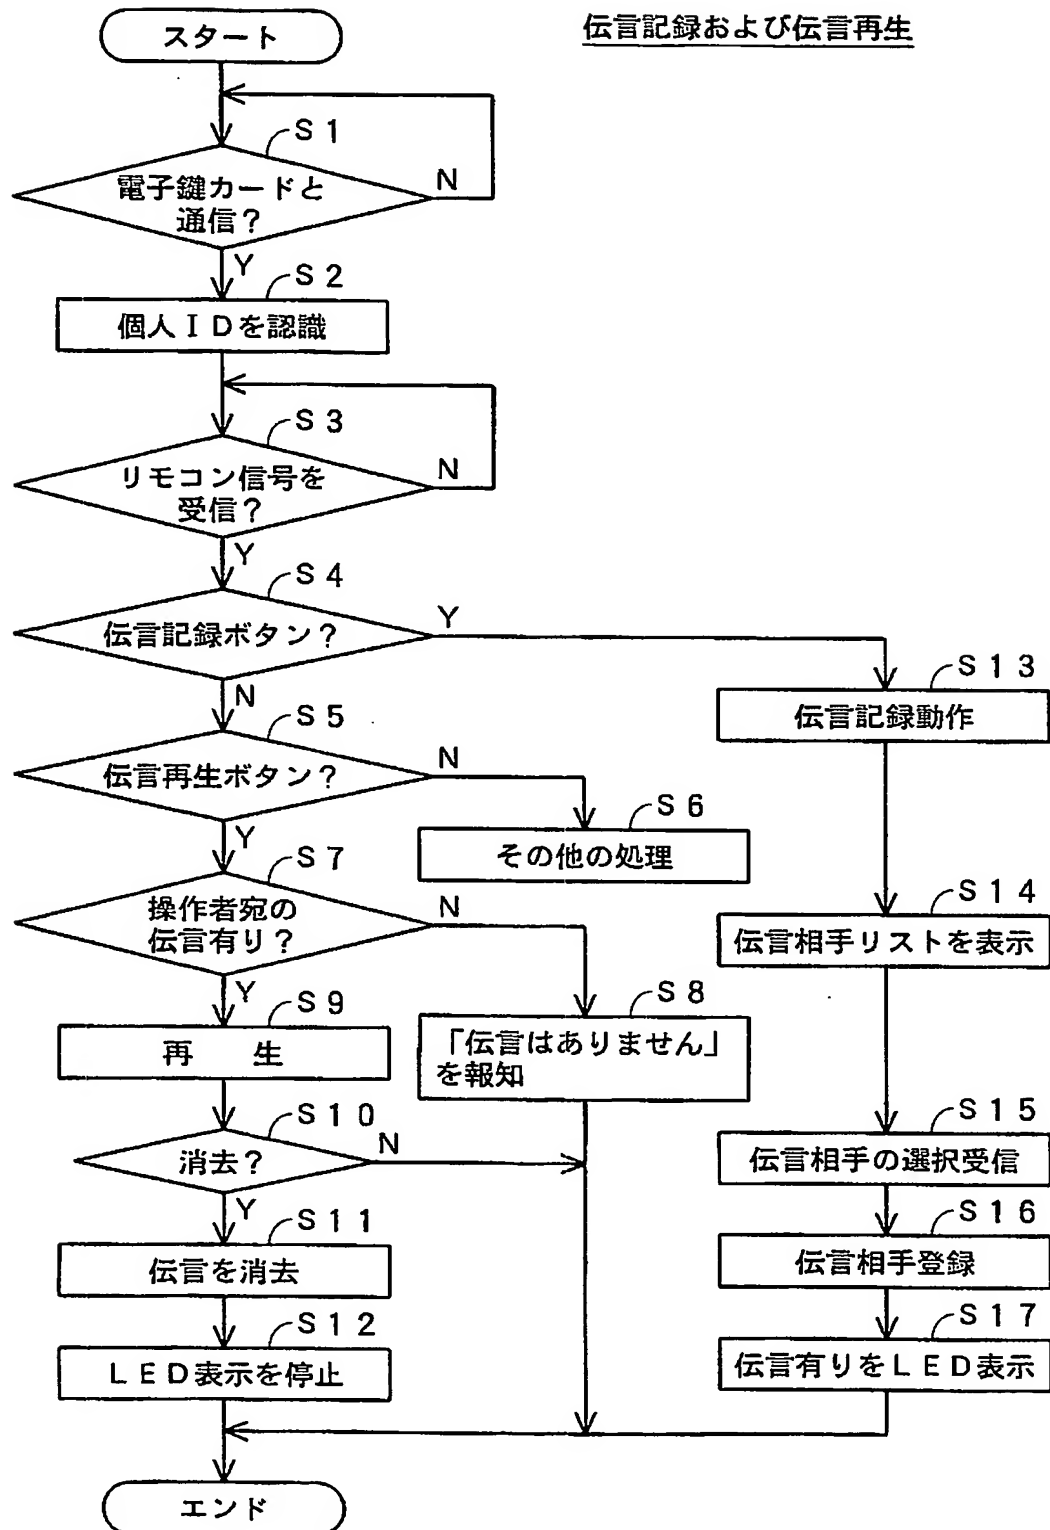 伝言記録および伝言再生
スタート
S1
電子鍵カードと
通信?
N
Y
S2
個人IDを認識
S3
リモコン信号を
受信?
N
Y
S4
伝言記録ボタン?
Y
N
S13
伝言記録動作
S5
伝言再生ボタン?
N
Y
S6
その他の処理
S7
操作者宛の
伝言有り?
N
Y
S14
伝言相手リストを表示
S9
再 生
S8
「伝言はありません」
を報知
S10
消去?
N
Y
S15
伝言相手の選択受信
S11
伝言を消去
S16
伝言相手登録
S12
LED表示を停止
S17
伝言有りをLED表示
エンド